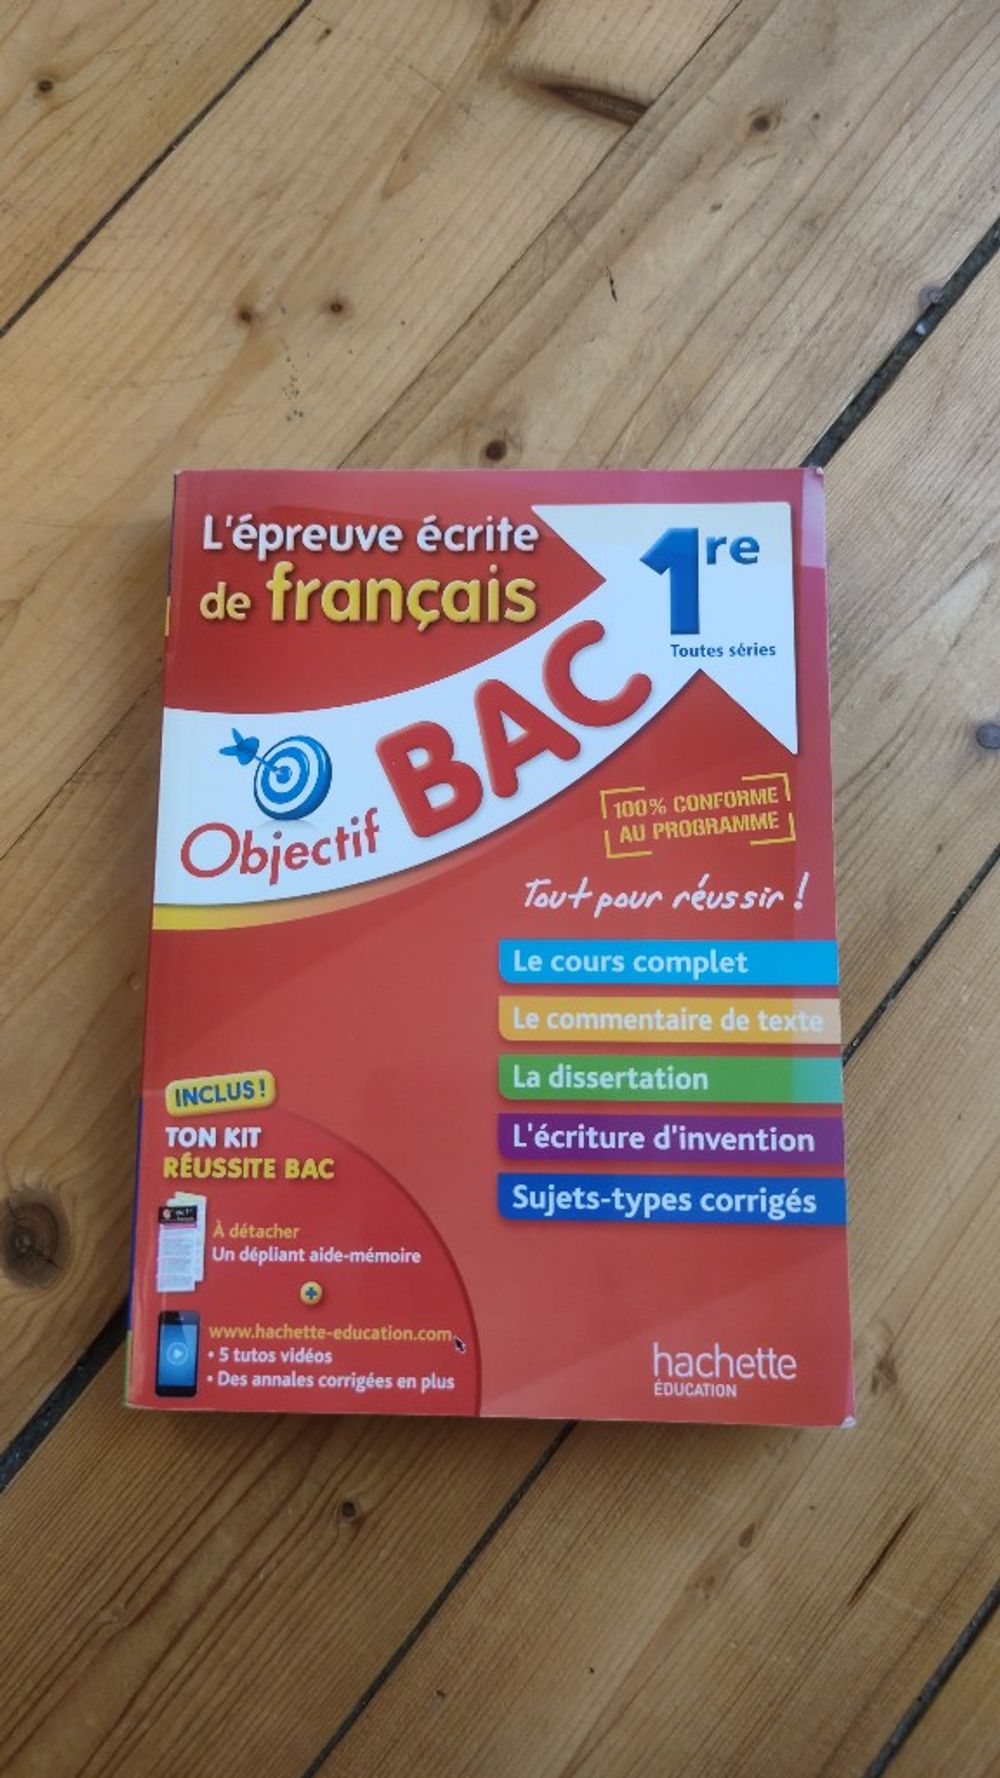 L'épreuve écrite
de français
1re
Toutes séries
Objectif BAC
100% CONFORME
AU PROGRAMME
Tout pour réussir !
Le cours complet
Le commentaire de texte
La dissertation
L'écriture d'invention
Sujets-types corrigés
INCLUS !
TON KIT
RÉUSSITE BAC
À détacher
Un dépliant aide-mémoire
+
www.hachette-education.com
• 5 tutos vidéos
• Des annales corrigées en plus
hachette
ÉDUCATION